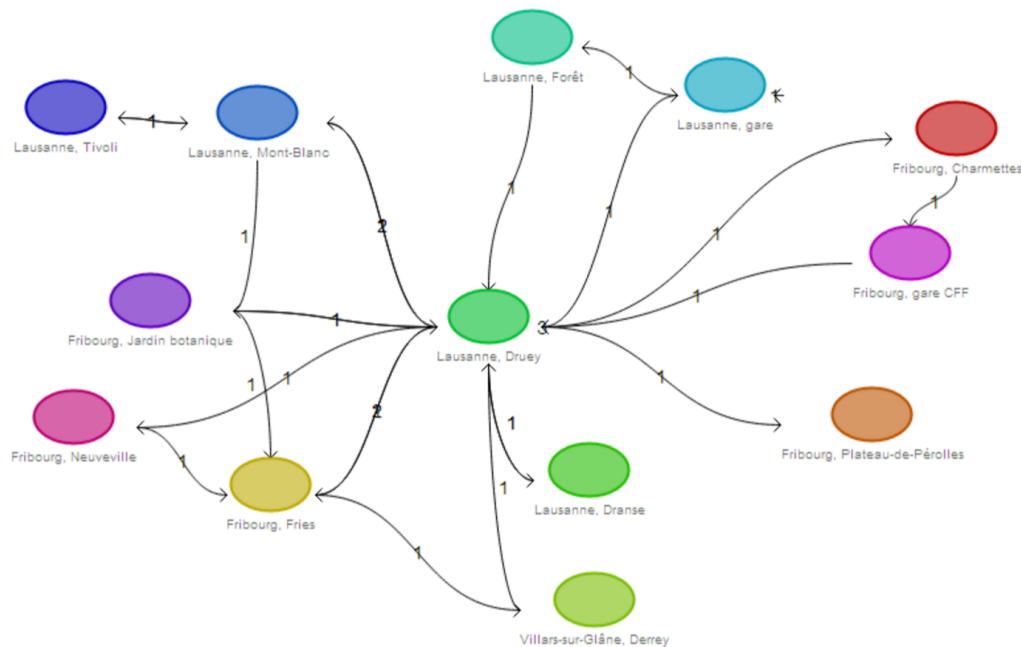 Lausanne, Forêt
1
1
Lausanne, gare
Lausanne, Tivoli
1
Lausanne, Mont-Blanc
Fribourg, Charmettes
1
1
1
2
1
1
Fribourg, gare CFF
1
Fribourg, Jardin botanique
1
3
Lausanne, Druey
1
1
1
2
1
Fribourg, Neuveville
1
Fribourg, Plateau-de-Pérolles
1
Fribourg, Fries
1
Lausanne, Dranse
1
Villars-sur-Glâne, Derrey